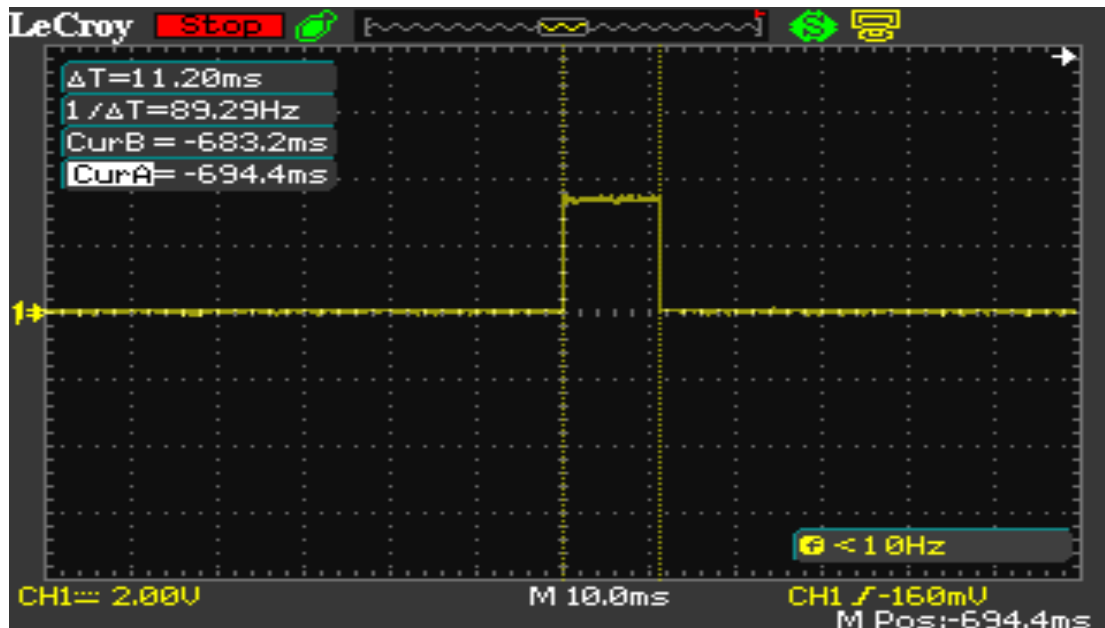 LeCroy Stop S
ΔT=11.20ms
1/ΔT=89.29Hz
CurB = -683.2ms
CurA= -694.4ms
1
f <10Hz
CH1 2.00V M 10.0ms CH1 -160mV
M Pos:-694.4ms